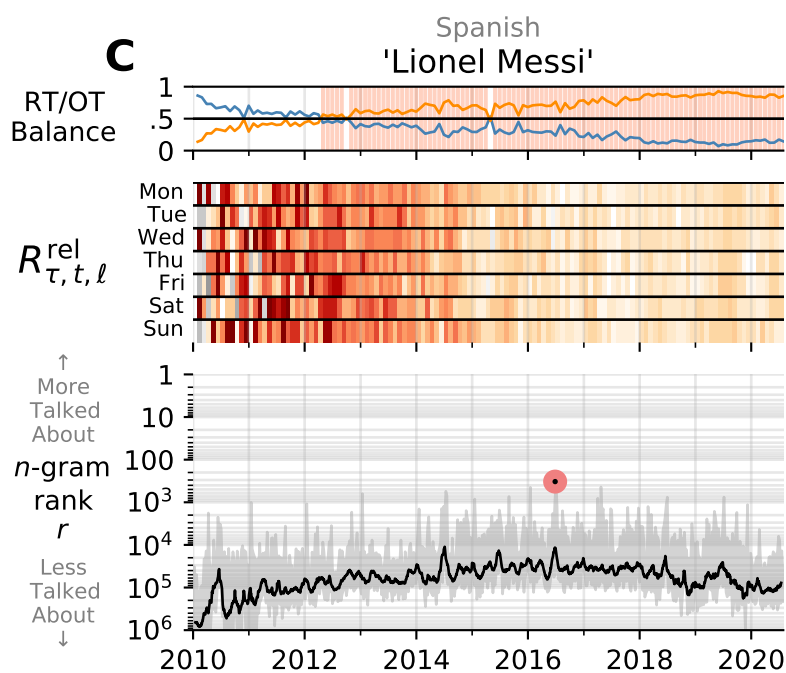 Spanish
C 'Lionel Messi'
RT/OT
Balance
1
.5
0
R^rel_τ,t,ℓ
Mon
Tue
Wed
Thu
Fri
Sat
Sun
↑
More
Talked
About
n-gram
rank
r
Less
Talked
About
↓
1
10
100
10³
10⁴
10⁵
10⁶
2010 2012 2014 2016 2018 2020